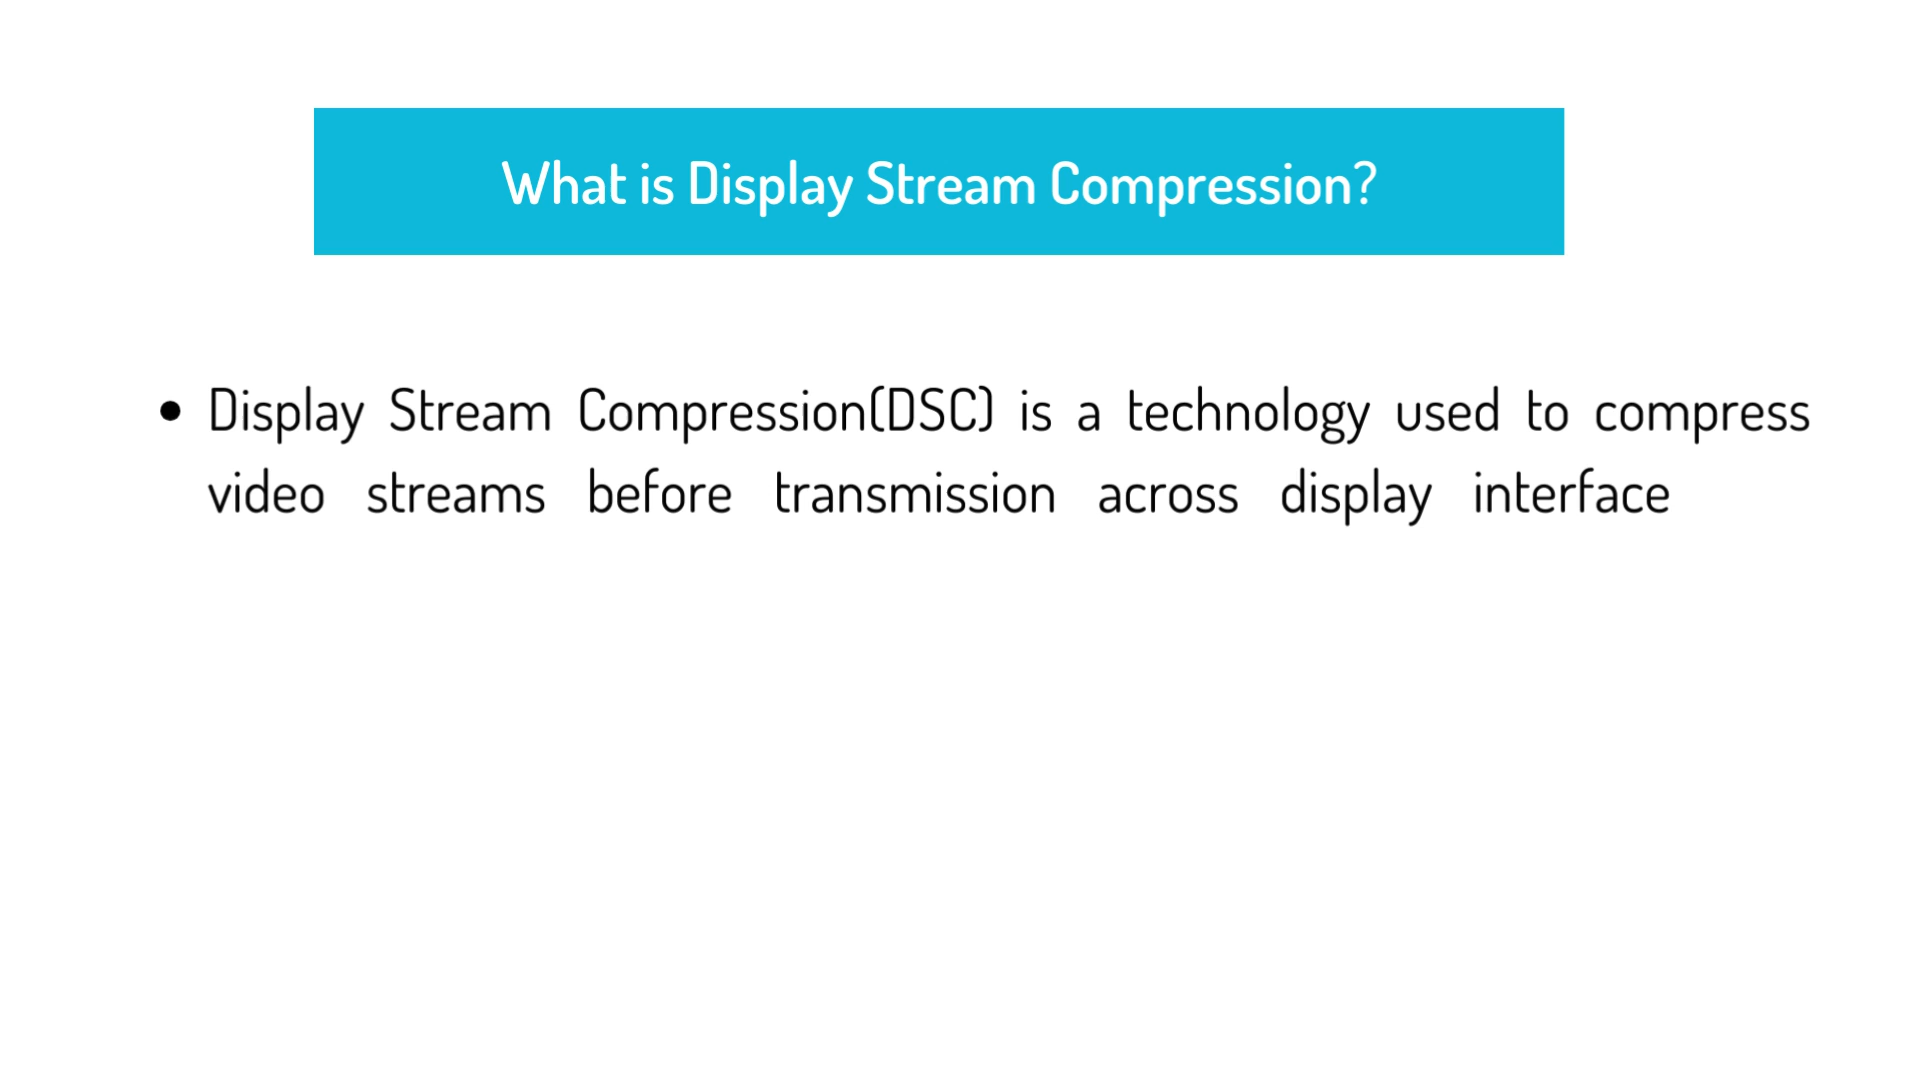 What is Display Stream Compression?
• Display Stream Compression(DSC) is a technology used to compress
video streams before transmission across display interface